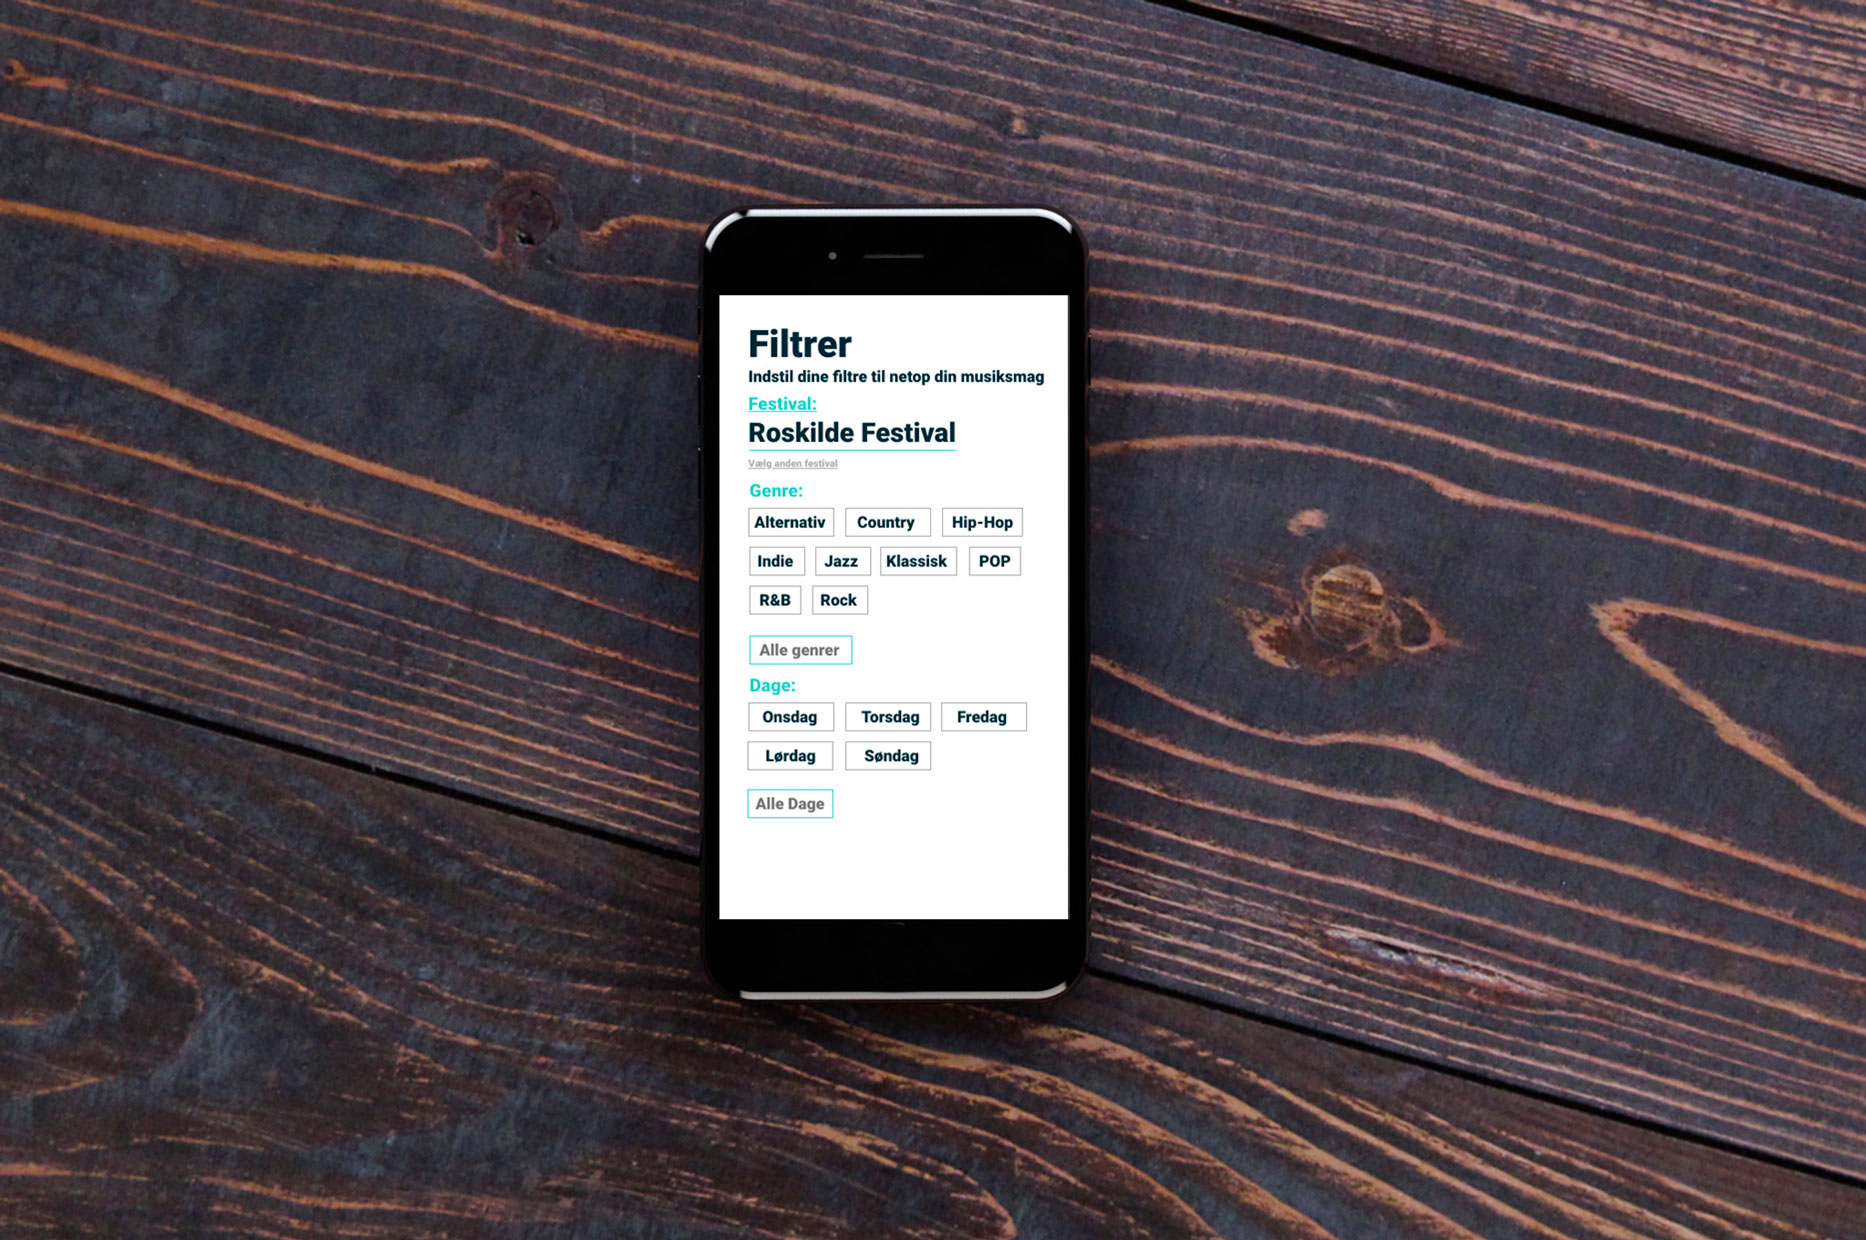 Filtrer
Indstil dine filtre til netop din musiksmag
Festival:
Roskilde Festival
Vælg anden festival
Genre:
Alternativ Country Hip-Hop
Indie Jazz Klassisk POP
R&B Rock
Alle genrer
Dage:
Onsdag Torsdag Fredag
Lørdag Søndag
Alle Dage